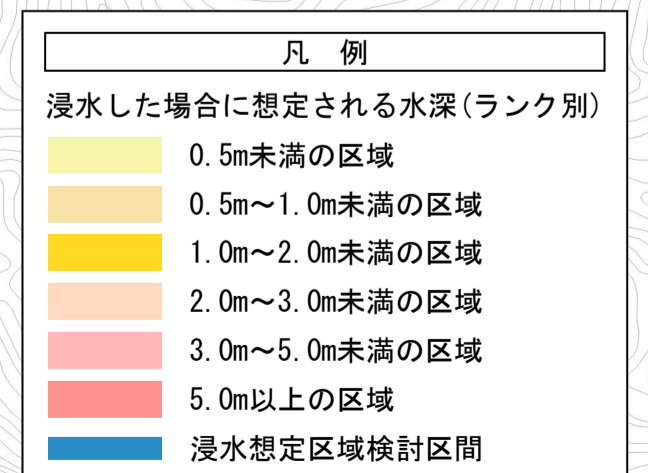 凡 例
浸水した場合に想定される水深(ランク別)
0.5m未満の区域
0.5m～1.0m未満の区域
1.0m～2.0m未満の区域
2.0m～3.0m未満の区域
3.0m～5.0m未満の区域
5.0m以上の区域
浸水想定区域検討区間